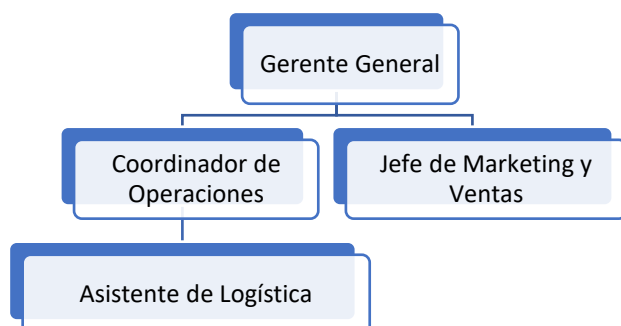 Gerente General
Coordinador de
Operaciones
Jefe de Marketing y
Ventas
Asistente de Logística